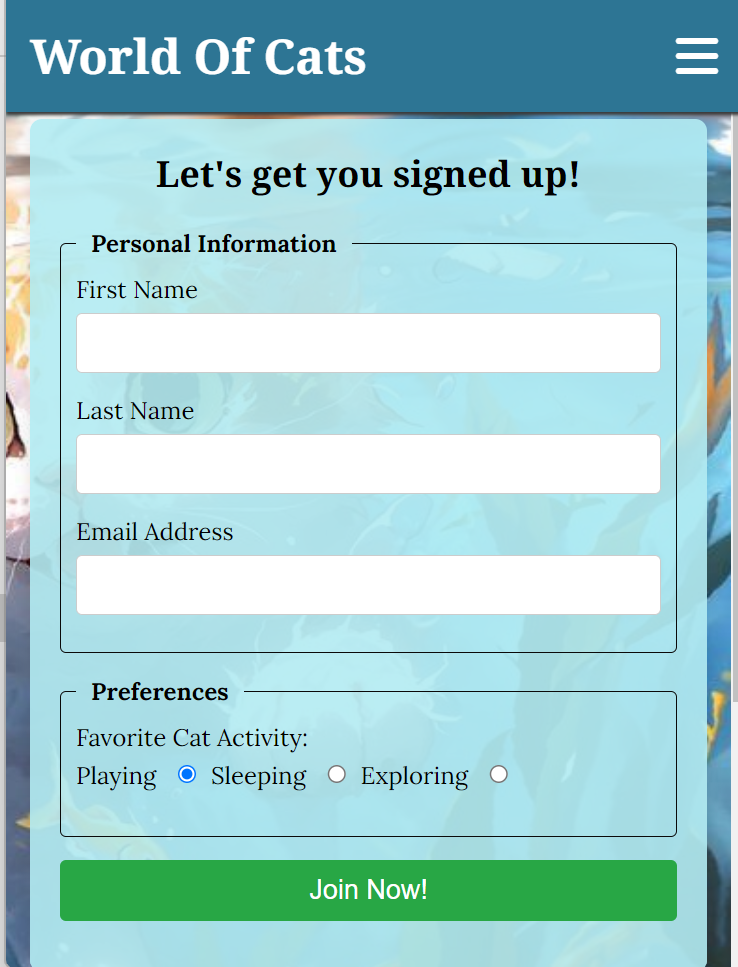 World Of Cats
Let's get you signed up!
Personal Information
First Name
Last Name
Email Address
Preferences
Favorite Cat Activity:
Playing Sleeping Exploring
Join Now!